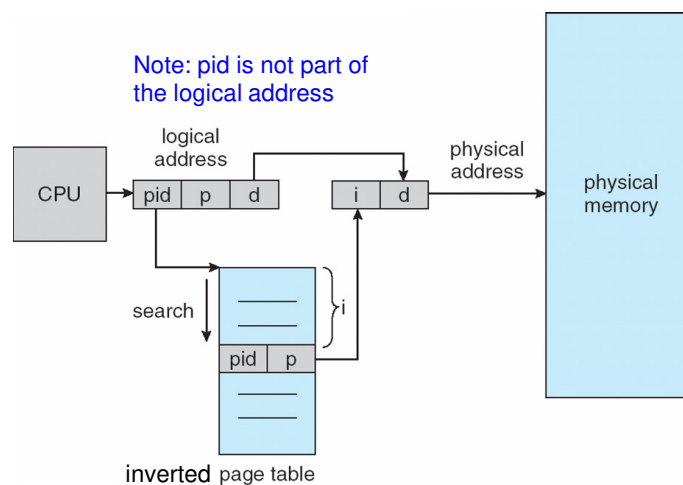 Note: pid is not part of
the logical address
logical
address
physical
address
CPU
pid p d
i d
physical
memory
search
i
pid p
inverted page table